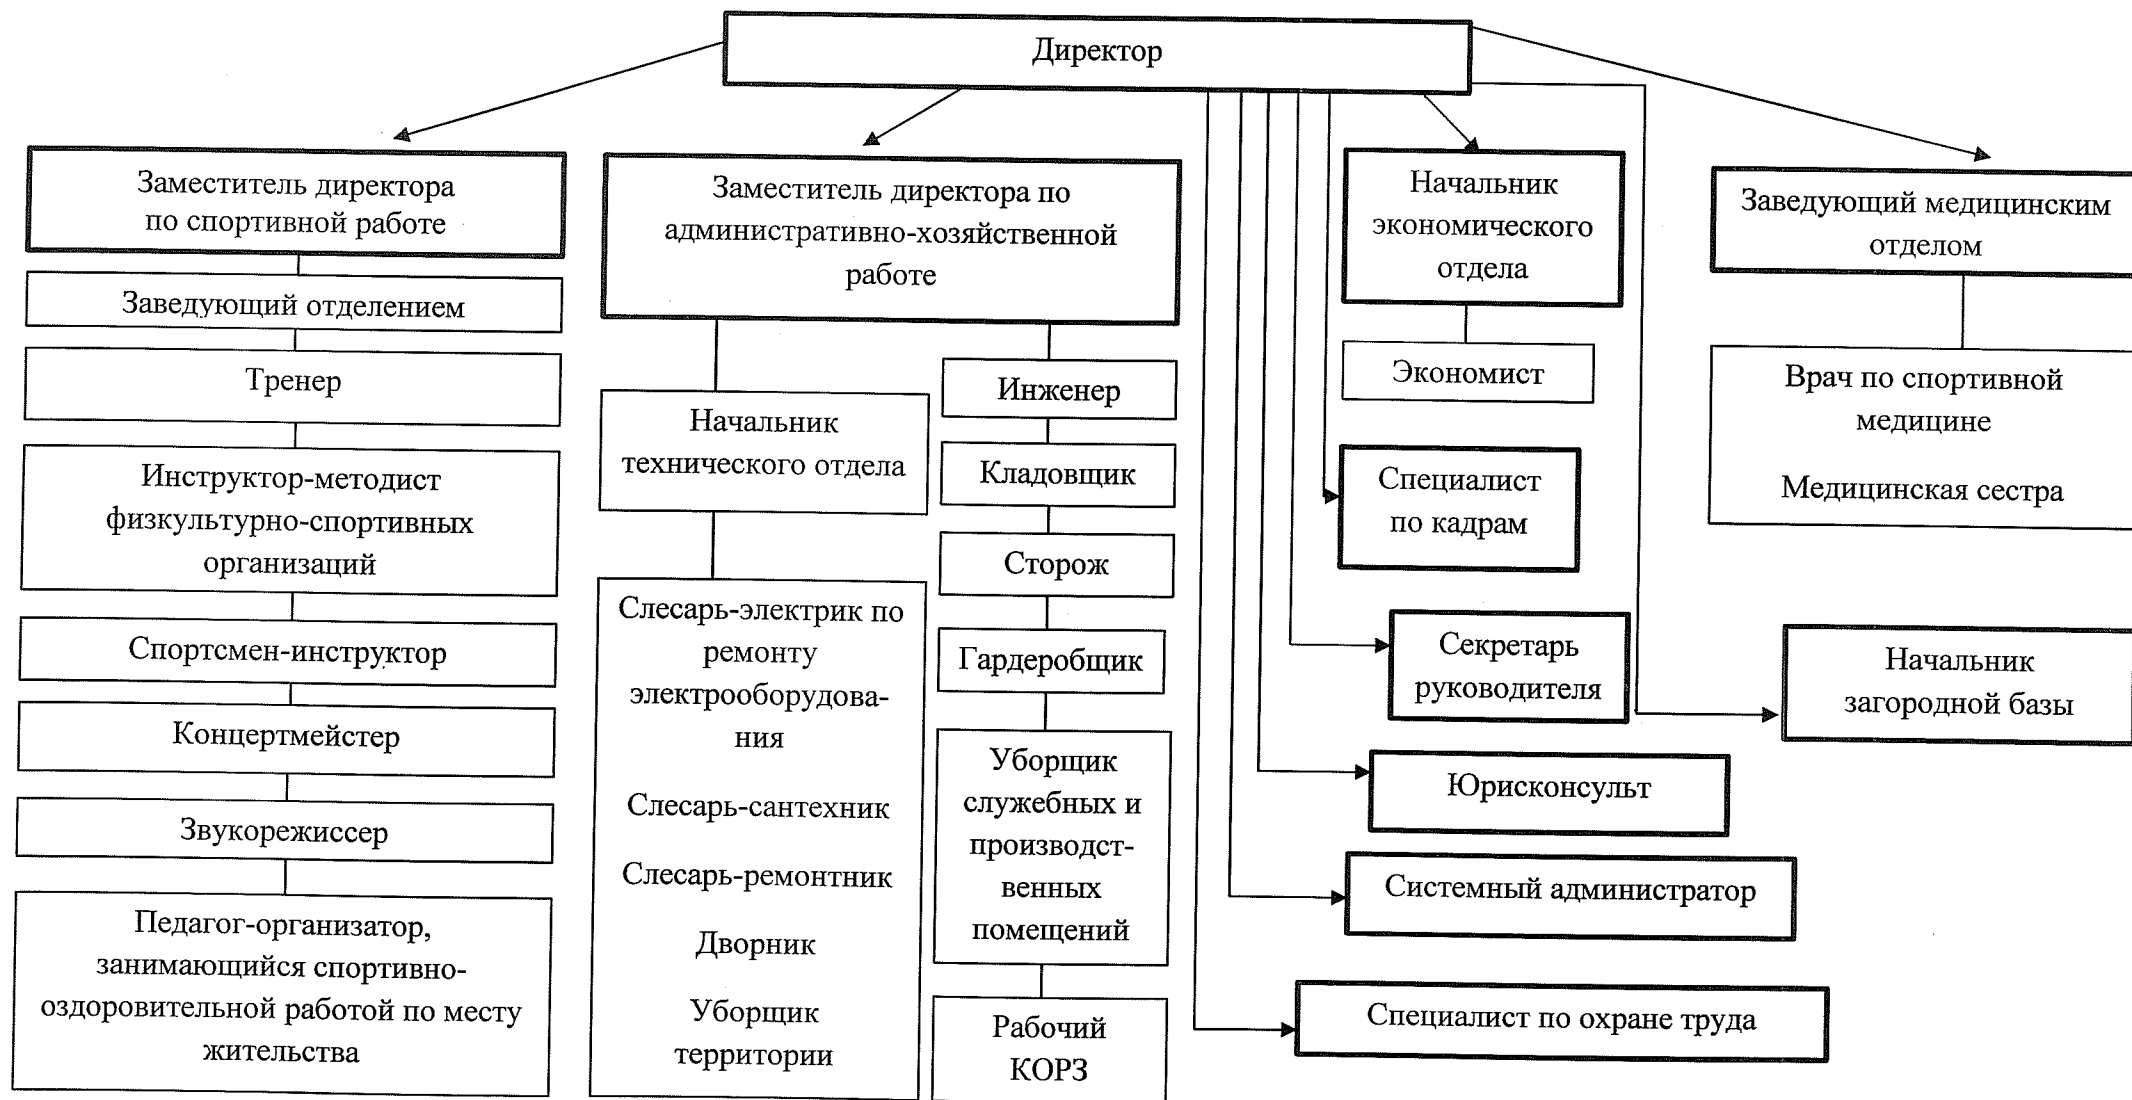 Директор
Заместитель директора
по спортивной работе
Заведующий отделением
Тренер
Инструктор-методист
физкультурно-спортивных
организаций
Спортсмен-инструктор
Концертмейстер
Звукорежиссер
Педагог-организатор,
занимающийся спортивно-
оздоровительной работой по месту
жительства
Заместитель директора по
административно-хозяйственной
работе
Начальник
технического отдела
Слесарь-электрик по
ремонту
электрооборудова-
ния
Слесарь-сантехник
Слесарь-ремонтник
Дворник
Уборщик
территории
Инженер
Кладовщик
Сторож
Гардеробщик
Уборщик
служебных и
производст-
венных
помещений
Рабочий
КОРЗ
Начальник
экономического
отдела
Экономист
Специалист
по кадрам
Секретарь
руководителя
Юрисконсульт
Системный администратор
Специалист по охране труда
Заведующий медицинским
отделом
Врач по спортивной
медицине
Медицинская сестра
Начальник
загородной базы